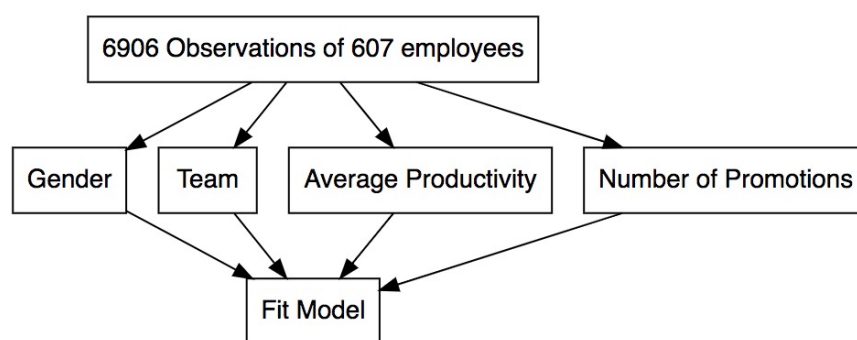 6906 Observations of 607 employees
Gender
Team
Average Productivity
Number of Promotions
Fit Model